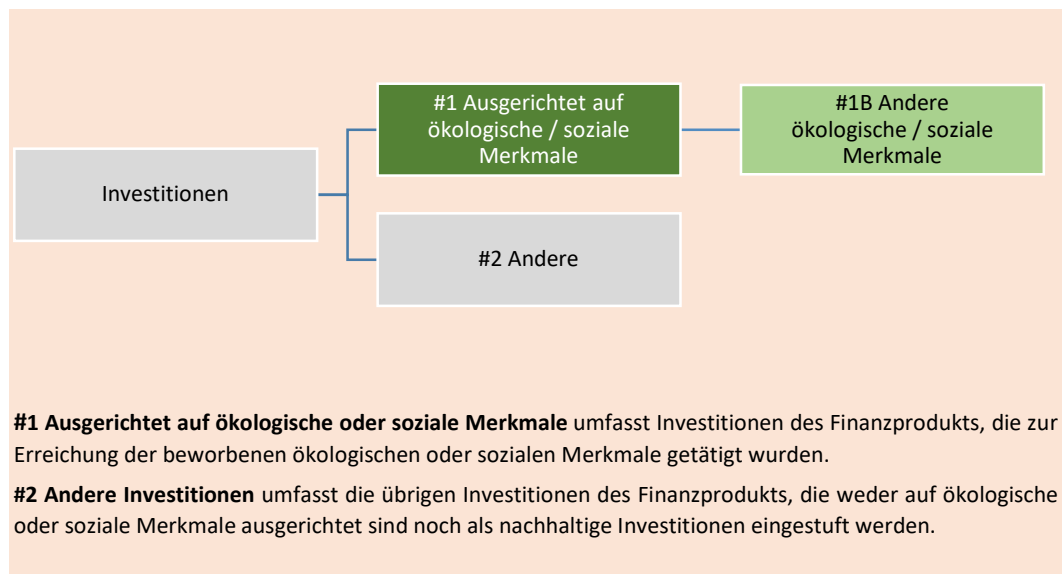 #1 Ausgerichtet auf
ökologische / soziale
Merkmale
#1B Andere
ökologische / soziale
Merkmale
Investitionen
#2 Andere
#1 Ausgerichtet auf ökologische oder soziale Merkmale umfasst Investitionen des Finanzprodukts, die zur
Erreichung der beworbenen ökologischen oder sozialen Merkmale getätigt wurden.
#2 Andere Investitionen umfasst die übrigen Investitionen des Finanzprodukts, die weder auf ökologische
oder soziale Merkmale ausgerichtet sind noch als nachhaltige Investitionen eingestuft werden.